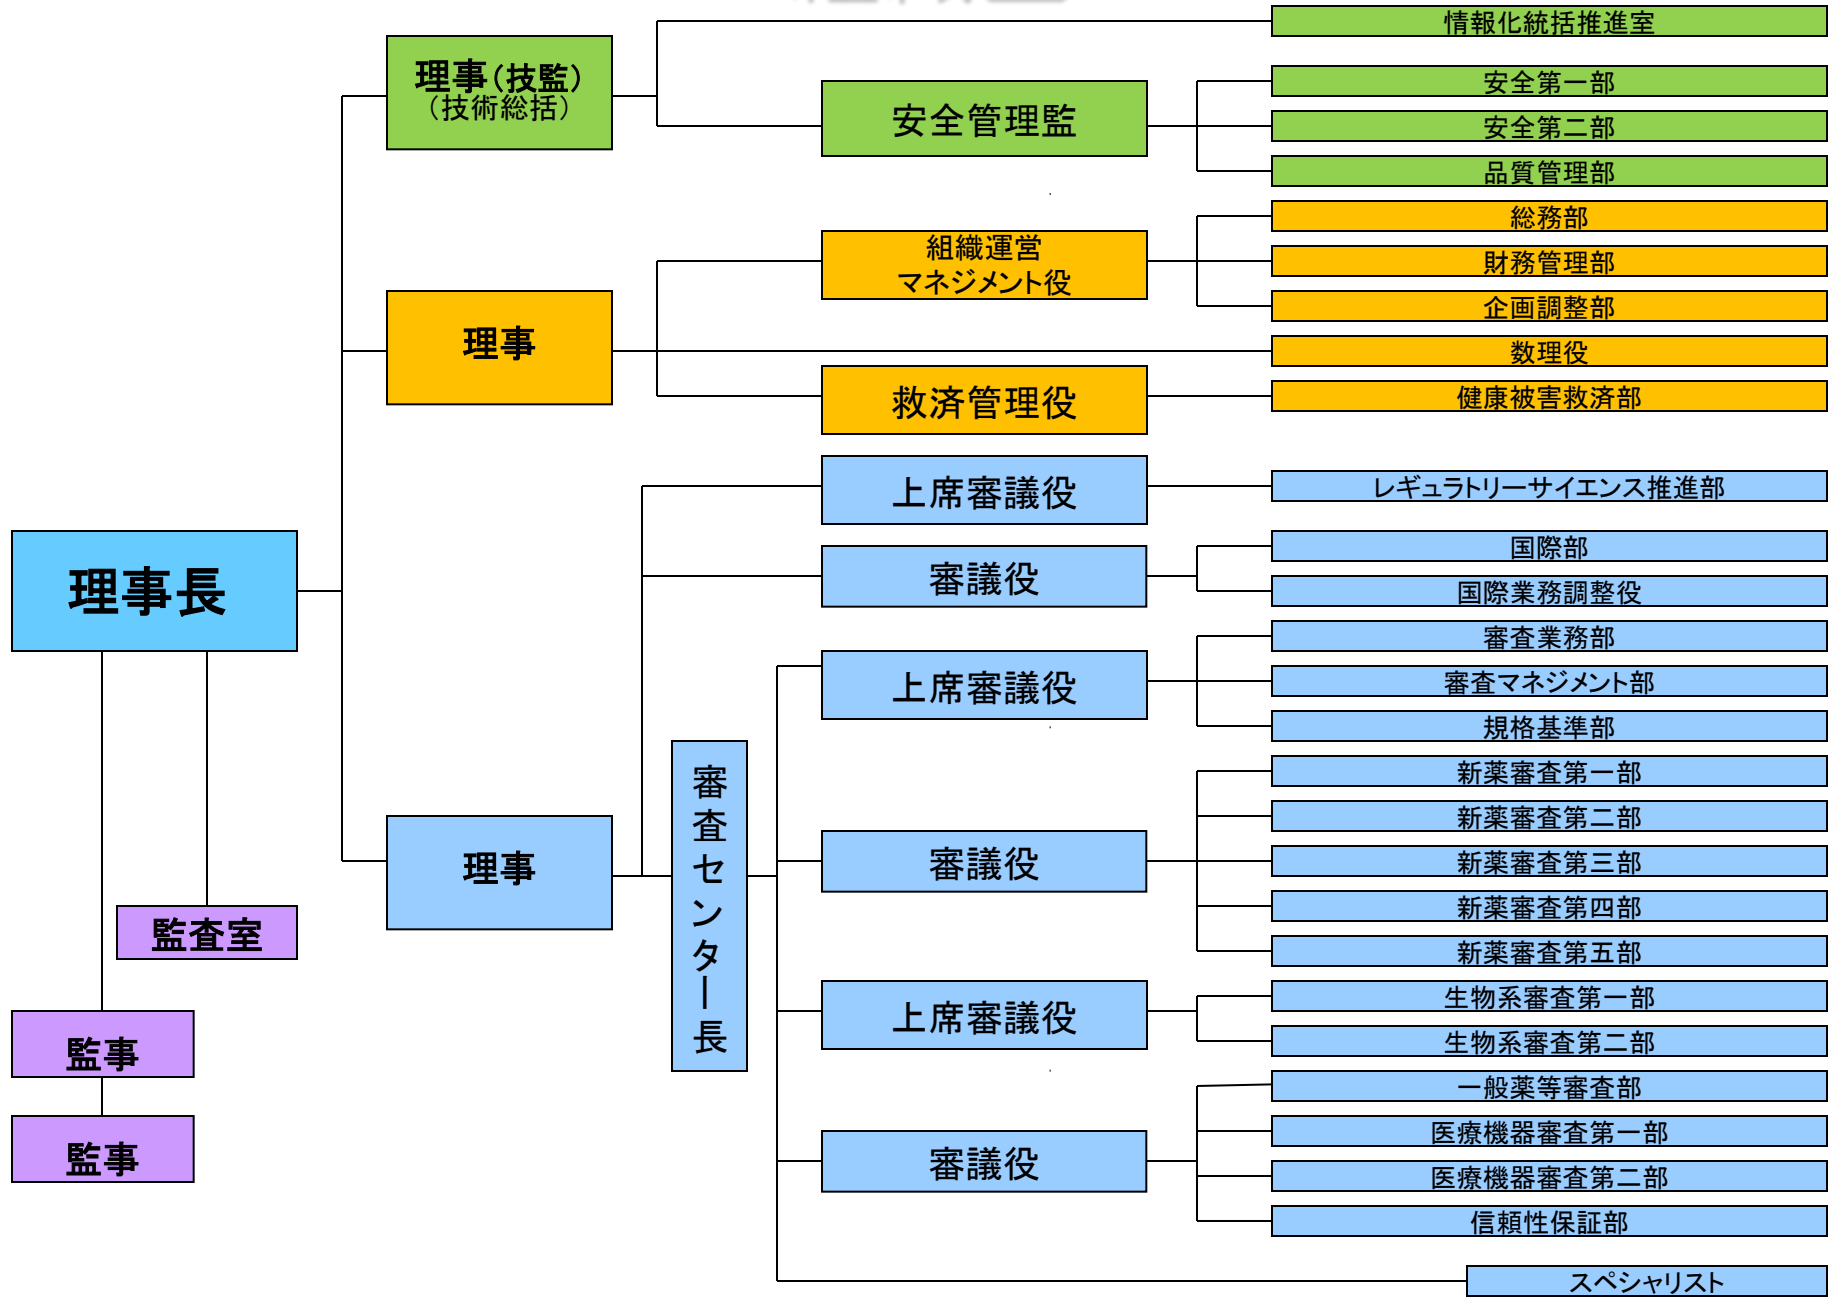 情報化統括推進室
理事（技監）
（技術総括）
安全管理監
安全第一部
安全第二部
品質管理部
組織運営
マネジメント役
総務部
財務管理部
企画調整部
理事
数理役
救済管理役
健康被害救済部
上席審議役
レギュラトリーサイエンス推進部
理事長
審議役
国際部
国際業務調整役
上席審議役
審査業務部
審査マネジメント部
規格基準部
理事
審査センター長
審議役
新薬審査第一部
新薬審査第二部
新薬審査第三部
新薬審査第四部
新薬審査第五部
監査室
監事
監事
上席審議役
生物系審査第一部
生物系審査第二部
審議役
一般薬等審査部
医療機器審査第一部
医療機器審査第二部
信頼性保証部
スペシャリスト